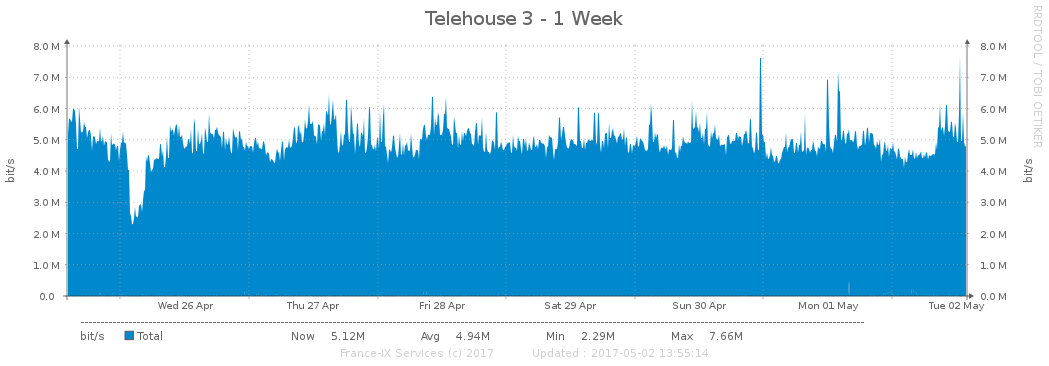 Telehouse 3 - 1 Week
RRDTOOL / TOBI OETIKER
8.0 M 8.0 M
7.0 M 7.0 M
6.0 M 6.0 M
5.0 M 5.0 M
4.0 M 4.0 M
3.0 M 3.0 M
2.0 M 2.0 M
1.0 M 1.0 M
0.0 0.0 M
bit/s bit/s
Wed 26 Apr Thu 27 Apr Fri 28 Apr Sat 29 Apr Sun 30 Apr Mon 01 May Tue 02 May
bit/s Total Now 5.12M Avg 4.94M Min 2.29M Max 7.66M
France-IX Services (c) 2017 Updated : 2017-05-02 13:55:14